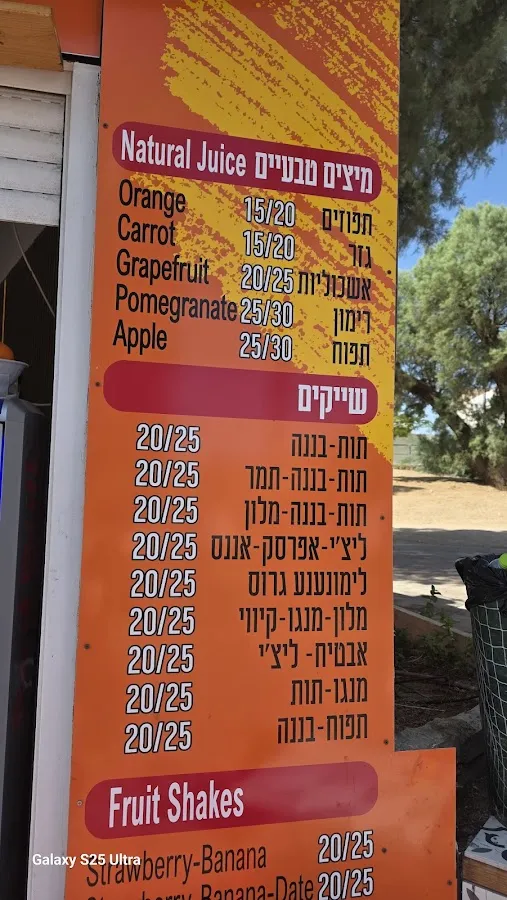 Natural Juice מיצים טבעיים
Orange 15/20 תפוזים
Carrot 15/20 גזר
Grapefruit 20/25 אשכוליות
Pomegranate 25/30 רימון
Apple 25/30 תפוח
שייקים
20/25 תות-בננה
20/25 תות-בננה-תמר
20/25 תות-בננה-מלון
20/25 ליצ'י-אפרסק-אננס
20/25 לימונענע גרוס
20/25 מלון-מנגו-קיווי
20/25 אבטיח- ליצ'י
20/25 מנגו-תות
20/25 תפוח-בננה
Fruit Shakes
Strawberry-Banana 20/25
Strawberry-Banana-Date 20/25
Galaxy S25 Ultra